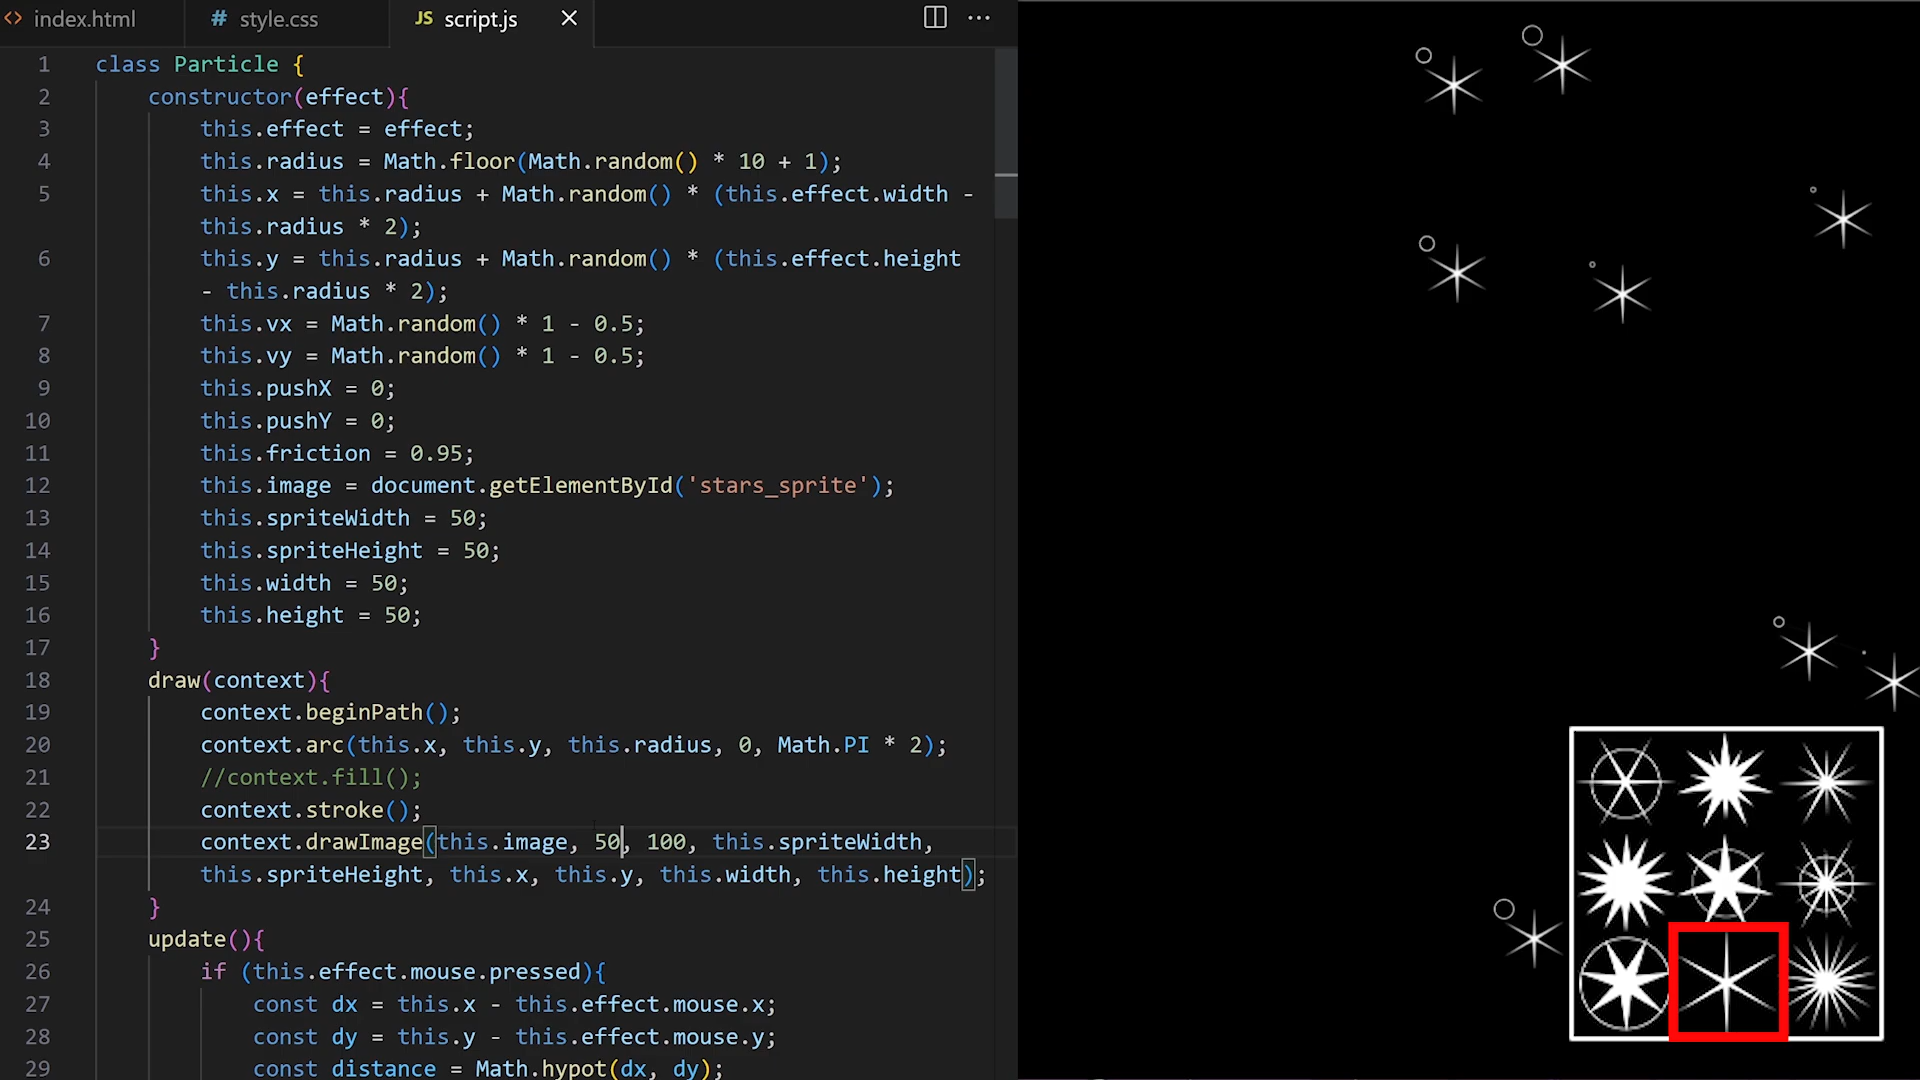 <> index.html # style.css JS script.js
1 class Particle {
2 constructor(effect){
3 this.effect = effect;
4 this.radius = Math.floor(Math.random() * 10 + 1);
5 this.x = this.radius + Math.random() * (this.effect.width -
this.radius * 2);
6 this.y = this.radius + Math.random() * (this.effect.height
- this.radius * 2);
7 this.vx = Math.random() * 1 - 0.5;
8 this.vy = Math.random() * 1 - 0.5;
9 this.pushX = 0;
10 this.pushY = 0;
11 this.friction = 0.95;
12 this.image = document.getElementById('stars_sprite');
13 this.spriteWidth = 50;
14 this.spriteHeight = 50;
15 this.width = 50;
16 this.height = 50;
17 }
18 draw(context){
19 context.beginPath();
20 context.arc(this.x, this.y, this.radius, 0, Math.PI * 2);
21 //context.fill();
22 context.stroke();
23 context.drawImage(this.image, 50, 100, this.spriteWidth,
this.spriteHeight, this.x, this.y, this.width, this.height);
24 }
25 update(){
26 if (this.effect.mouse.pressed){
27 const dx = this.x - this.effect.mouse.x;
28 const dy = this.y - this.effect.mouse.y;
29 const distance = Math.hypot(dx, dy);